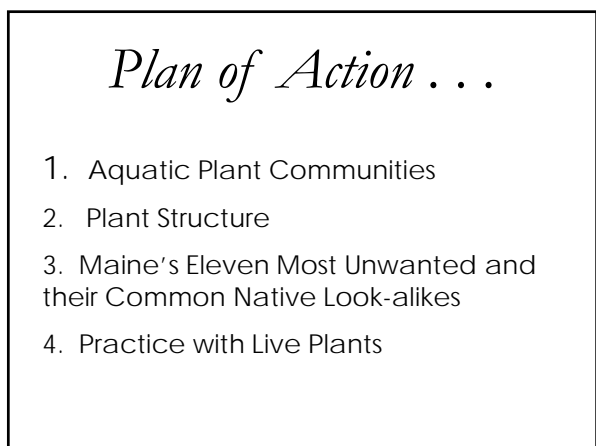 Plan of Action . . .
1. Aquatic Plant Communities
2. Plant Structure
3. Maine's Eleven Most Unwanted and
their Common Native Look-alikes
4. Practice with Live Plants